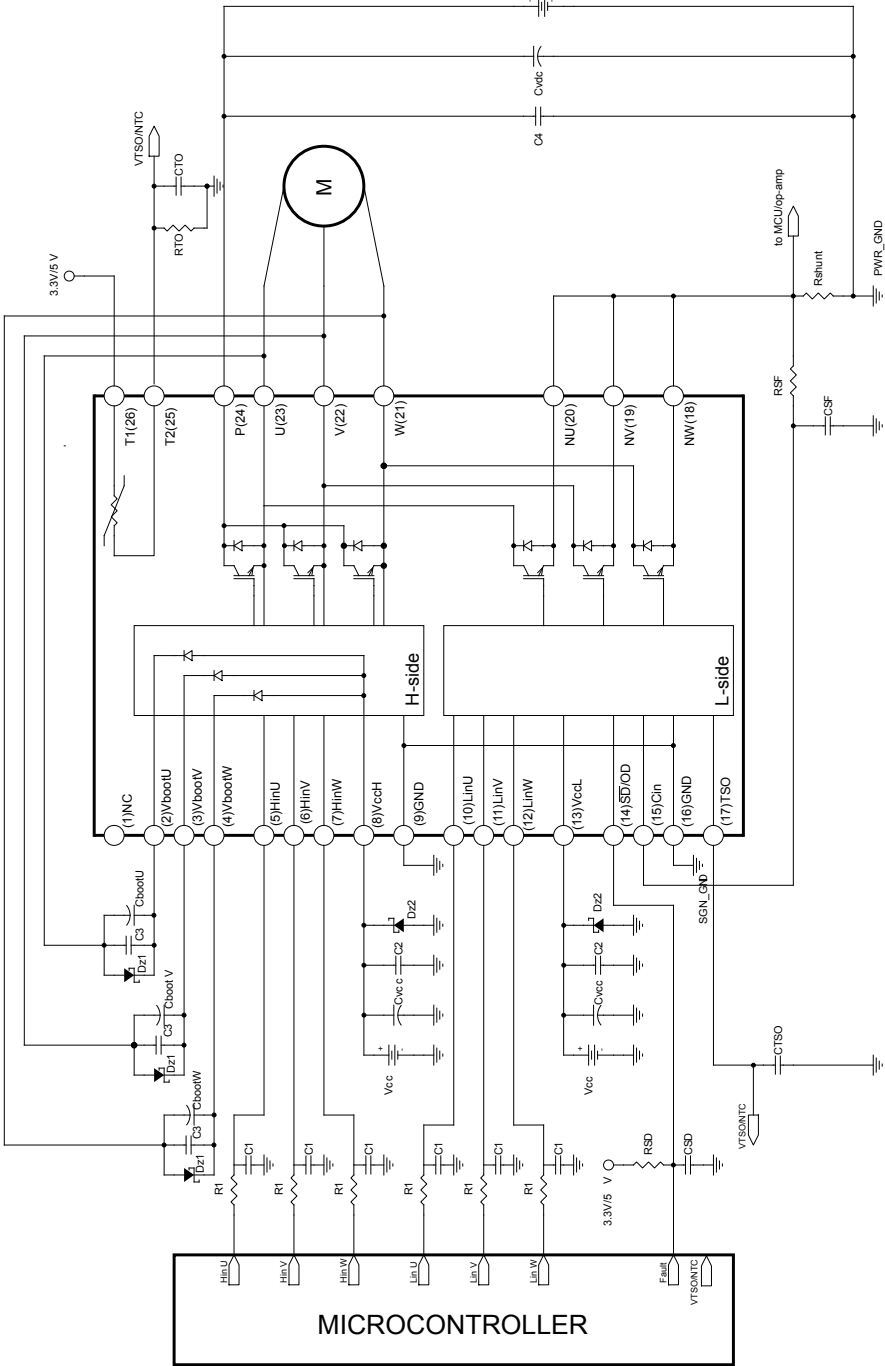 3.3V/5 V
VTSO/NTC
CTO
RTO
M
Cvdc
C4
to MCU/op-amp
Rshunt
PWR_GND
RSF
CSF
T1(26)
T2(25)
P(24)
U(23)
V(22)
W(21)
NU(20)
NV(19)
NW(18)
H-side
L-side
(1)NC
(2)VbootU
(3)VbootV
(4)VbootW
(5)HinU
(6)HinV
(7)HinW
(8)VccH
(9)GND
(10)LinU
(11)LinV
(12)LinW
(13)VccL
(14)SD/OD
(15)Cin
(16)GND
(17)TSO
SGN_GND
CbootU
C3
Dz1
Cboot V
C3
Dz1
CbootW
C3
Dz1
Dz2
C2
Cvc c
Vcc
+
-
Dz2
C2
Cvcc
Vcc
+
-
CTSO
VTSO/NTC
R1
C1
R1
C1
R1
C1
R1
C1
R1
C1
R1
C1
3.3V/5 V
RSD
CSD
Hin U
Hin V
Hin W
Lin U
Lin V
Lin W
Fault
VTSO/NTC
MICROCONTROLLER